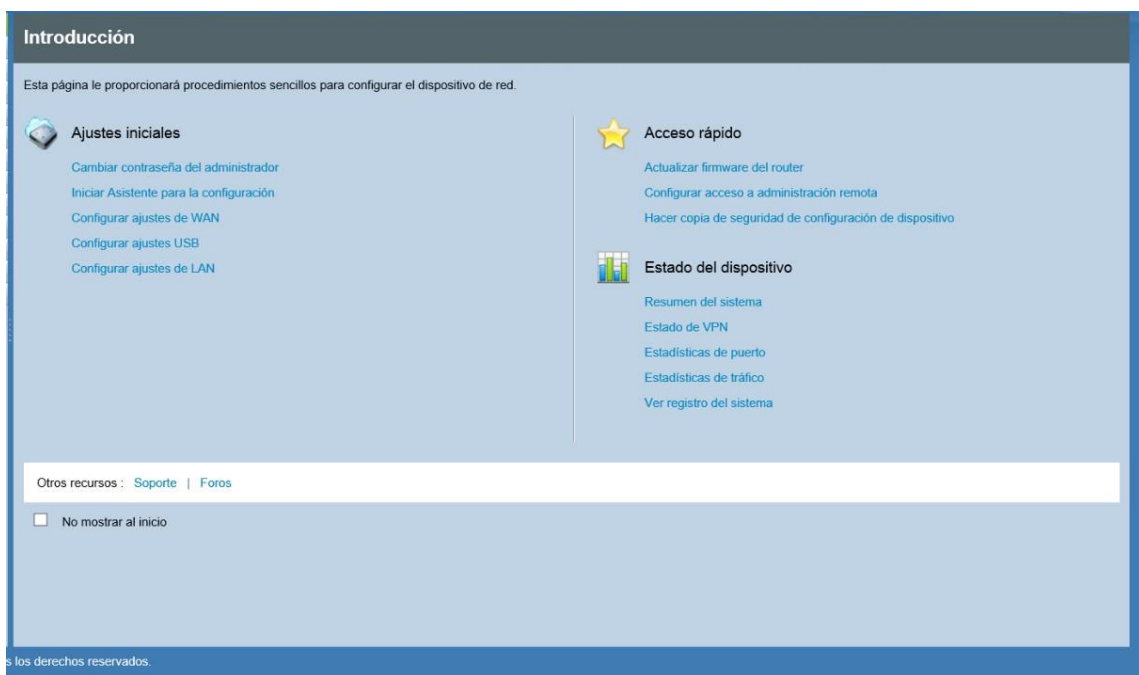 Introducción
Esta página le proporcionará procedimientos sencillos para configurar el dispositivo de red.
Ajustes iniciales
Cambiar contraseña del administrador
Iniciar Asistente para la configuración
Configurar ajustes de WAN
Configurar ajustes USB
Configurar ajustes de LAN
Acceso rápido
Actualizar firmware del router
Configurar acceso a administración remota
Hacer copia de seguridad de configuración de dispositivo
Estado del dispositivo
Resumen del sistema
Estado de VPN
Estadísticas de puerto
Estadísticas de tráfico
Ver registro del sistema
Otros recursos : Soporte | Foros
No mostrar al inicio
s los derechos reservados.